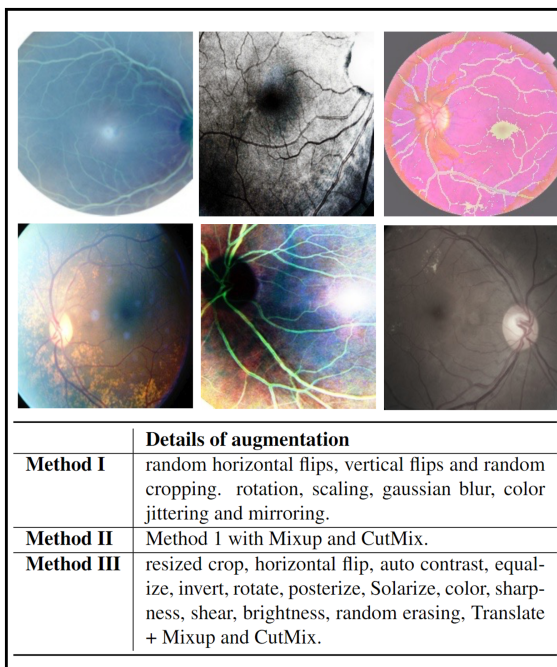 Details of augmentation
Method I random horizontal flips, vertical flips and random
cropping. rotation, scaling, gaussian blur, color
jittering and mirroring.
Method II Method 1 with Mixup and CutMix.
Method III resized crop, horizontal flip, auto contrast, equal-
ize, invert, rotate, posterize, Solarize, color, sharp-
ness, shear, brightness, random erasing, Translate
+ Mixup and CutMix.